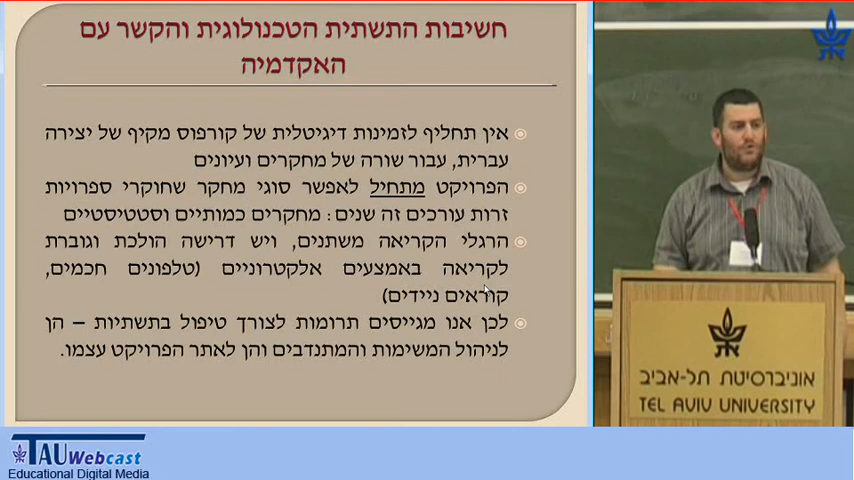 חשיבות התשתית הטכנולוגית והקשר עם
האקדמיה
אין תחליף לזמינות דיגיטלית של קורפוס מקיף של יצירה
עברית, עבור שורה של מחקרים ועיונים
הפרויקט מתחיל לאפשר סוגי מחקר שחוקרי ספרויות
זרות עורכים זה שנים: מחקרים כמותיים וסטטיסטיים
הרגלי הקריאה משתנים, ויש דרישה הולכת וגוברת
לקריאה באמצעים אלקטרוניים (טלפונים חכמים,
קוראים ניידים)
לכן אנו מגייסים תרומות לצורך טיפול בתשתיות – הן
לניהול המשימות והמתנדבים והן לאתר הפרויקט עצמו.
אוניברסיטת תל-אביב
TEL AVIV UNIVERSITY
TAU Webcast
Educational Digital Media